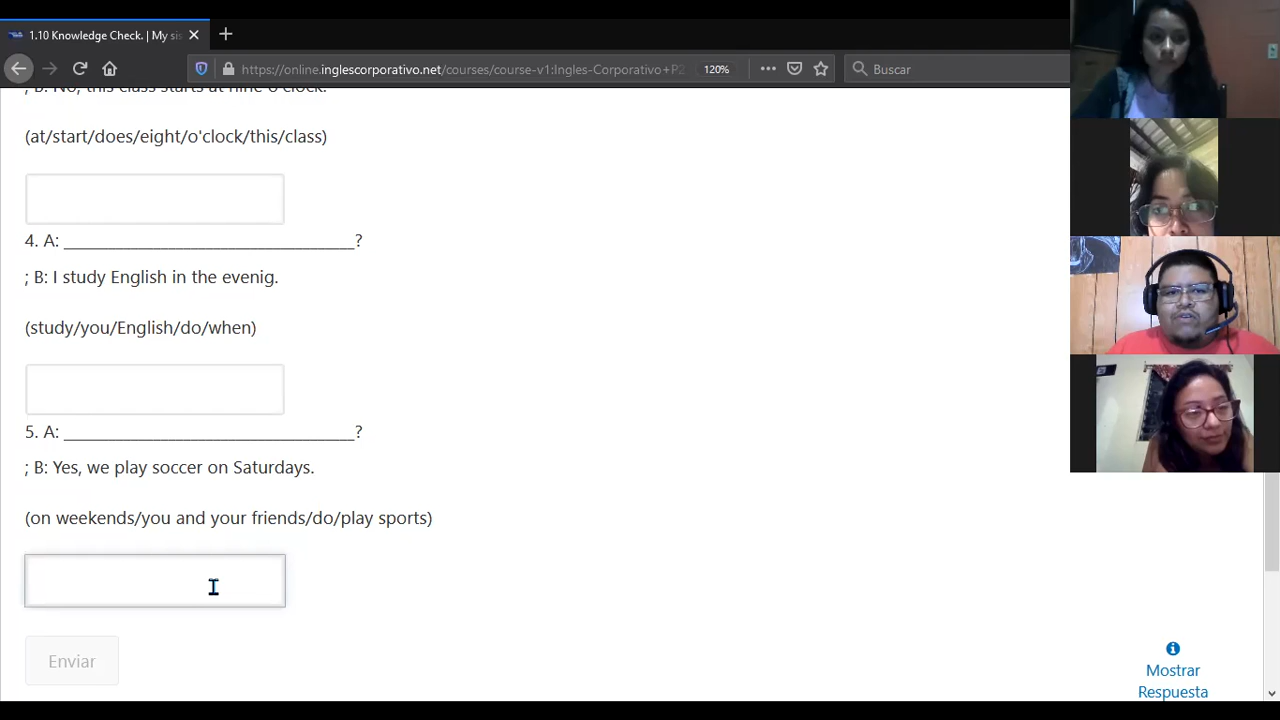 1.10 Knowledge Check. | My sis
https://online.inglescorporativo.net/courses/course-v1:Ingles-Corporativo+P2
120%
Buscar
; B: No, this class starts at nine o'clock.
(at/start/does/eight/o'clock/this/class)
4. A: ________________________________?
; B: I study English in the evenig.
(study/you/English/do/when)
5. A: ________________________________?
; B: Yes, we play soccer on Saturdays.
(on weekends/you and your friends/do/play sports)
Enviar
Mostrar
Respuesta